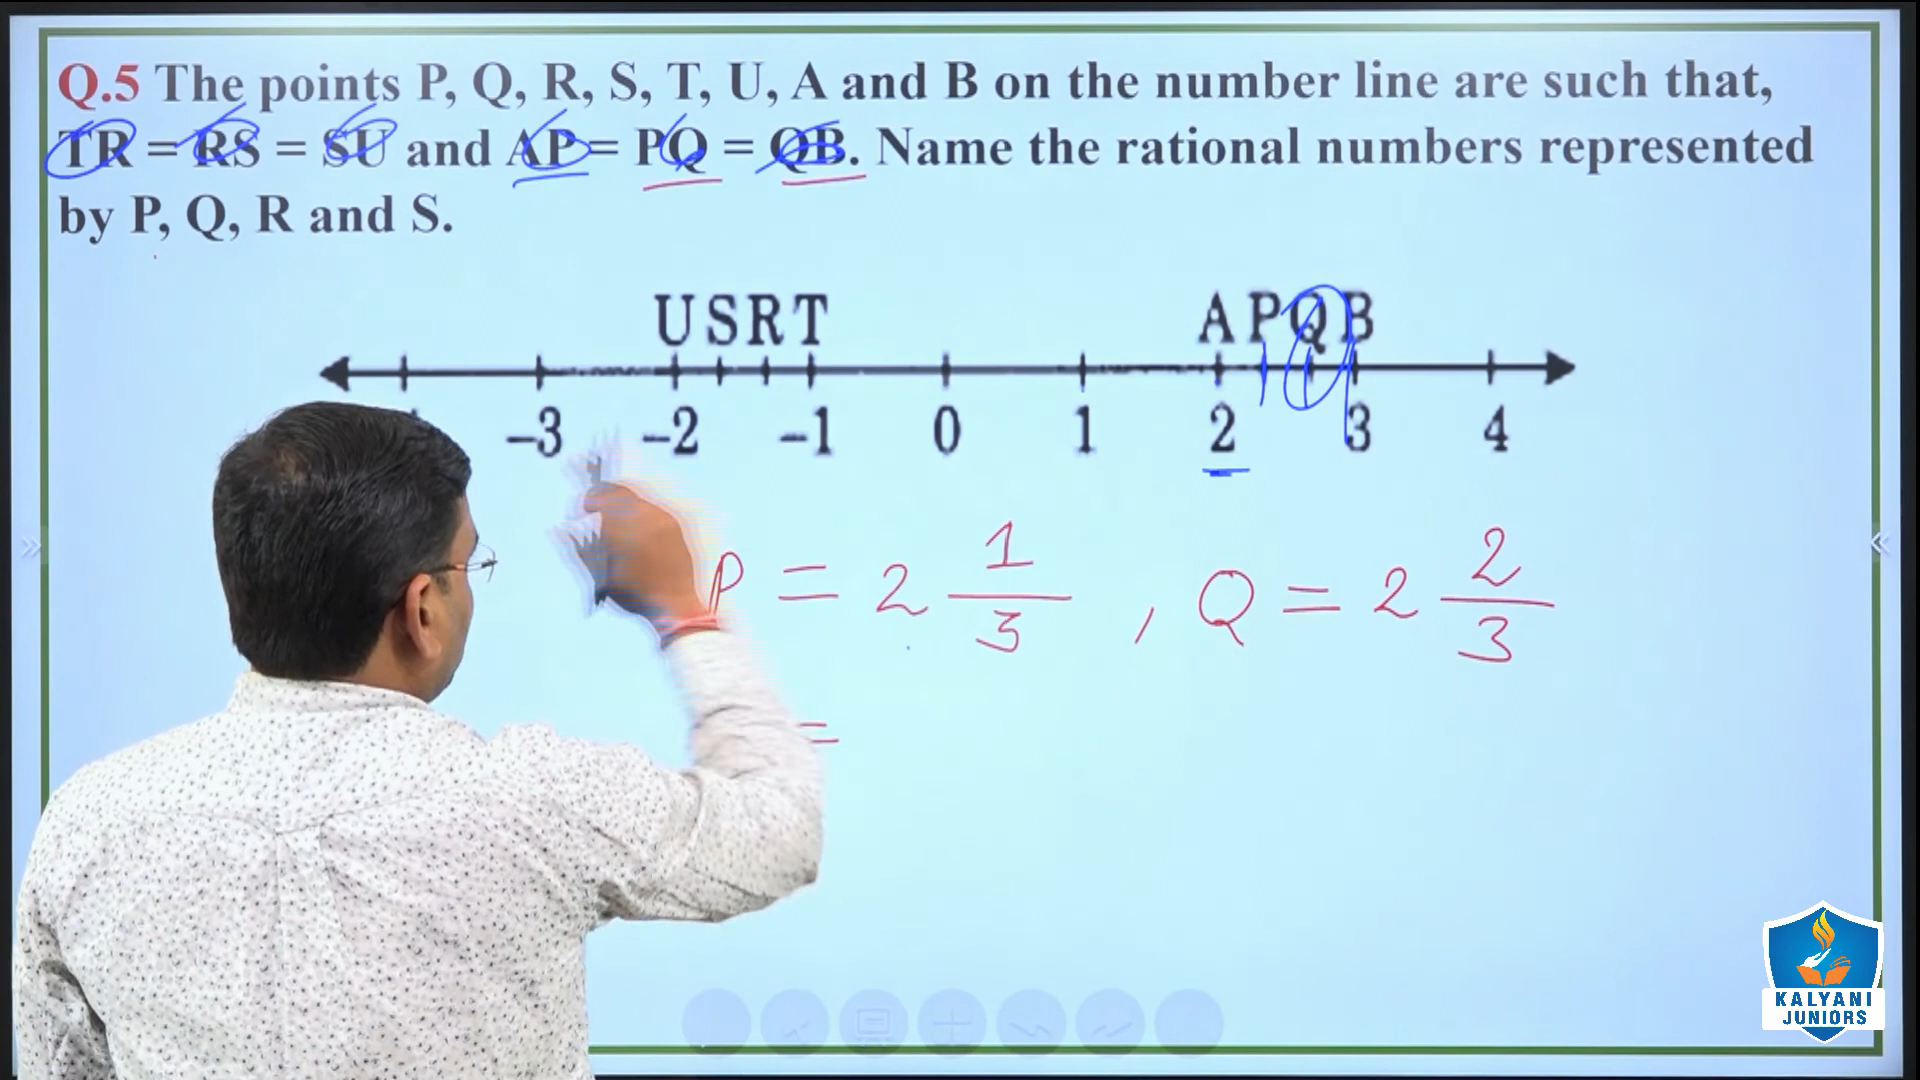 Q.5 The points P, Q, R, S, T, U, A and B on the number line are such that,
TR = RS = SU and AP = PQ = QB. Name the rational numbers represented
by P, Q, R and S.
U S R T A P Q B
-3 -2 -1 0 1 2 3 4
P = 2 1/3 , Q = 2 2/3
=
KALYANI
JUNIORS